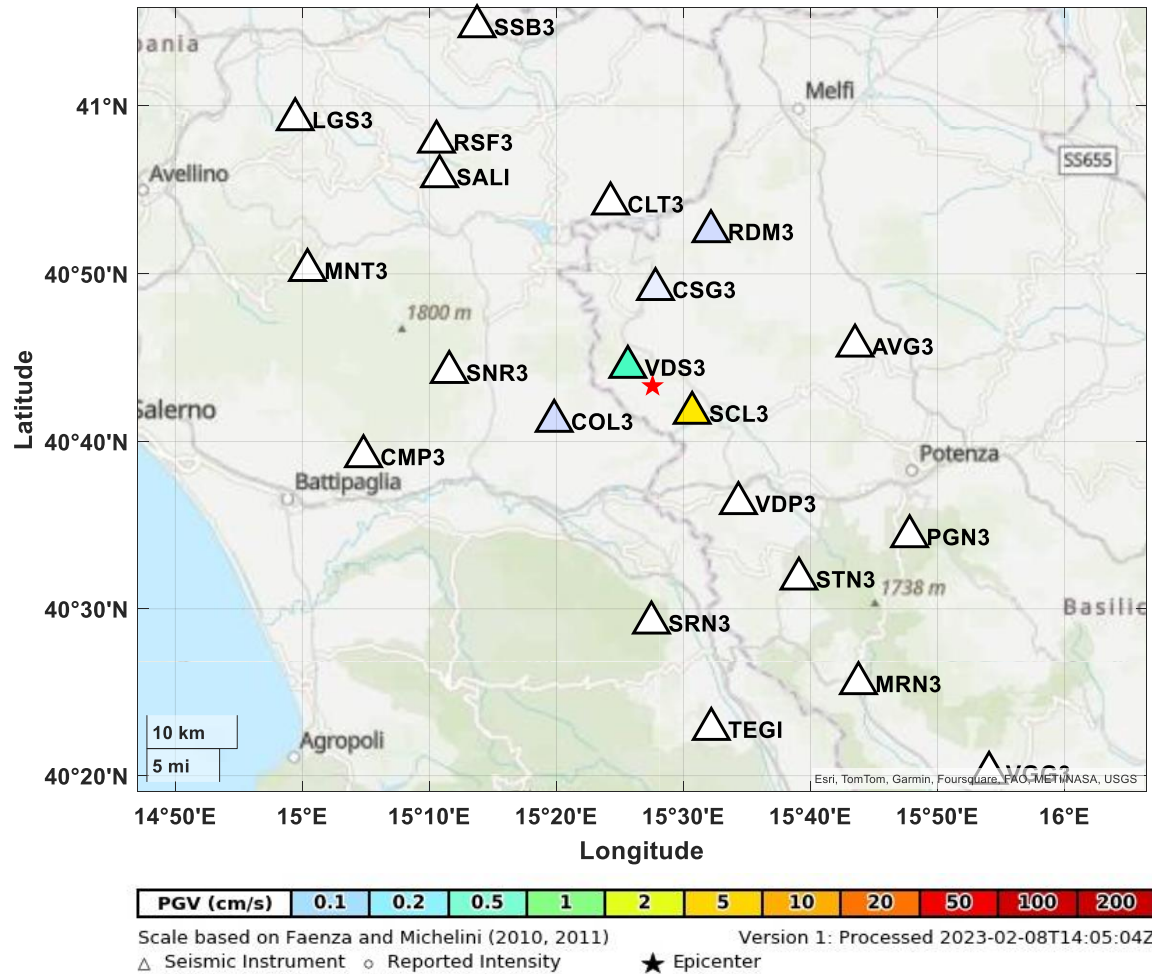 SSB3
pania
Melfi
41°N
LGS3
RSF3
SS655
Avellino
SALI
CLT3
RDM3
40°50'N
MNT3
CSG3
1800 m
AVG3
VDS3
SNR3
Salerno
COL3
SCL3
40°40'N
CMP3
Potenza
Battipaglia
VDP3
PGN3
STN3
1738 m
40°30'N
Basilic
SRN3
MRN3
10 km
TEGI
Agropoli
5 mi
VGG3
40°20'N
Esri, TomTom, Garmin, Foursquare, FAO, METI/NASA, USGS
14°50'E 15°E 15°10'E 15°20'E 15°30'E 15°40'E 15°50'E 16°E
Longitude
Latitude
PGV (cm/s) 0.1 0.2 0.5 1 2 5 10 20 50 100 200
Scale based on Faenza and Michelini (2010, 2011) Version 1: Processed 2023-02-08T14:05:04Z
Seismic Instrument Reported Intensity Epicenter